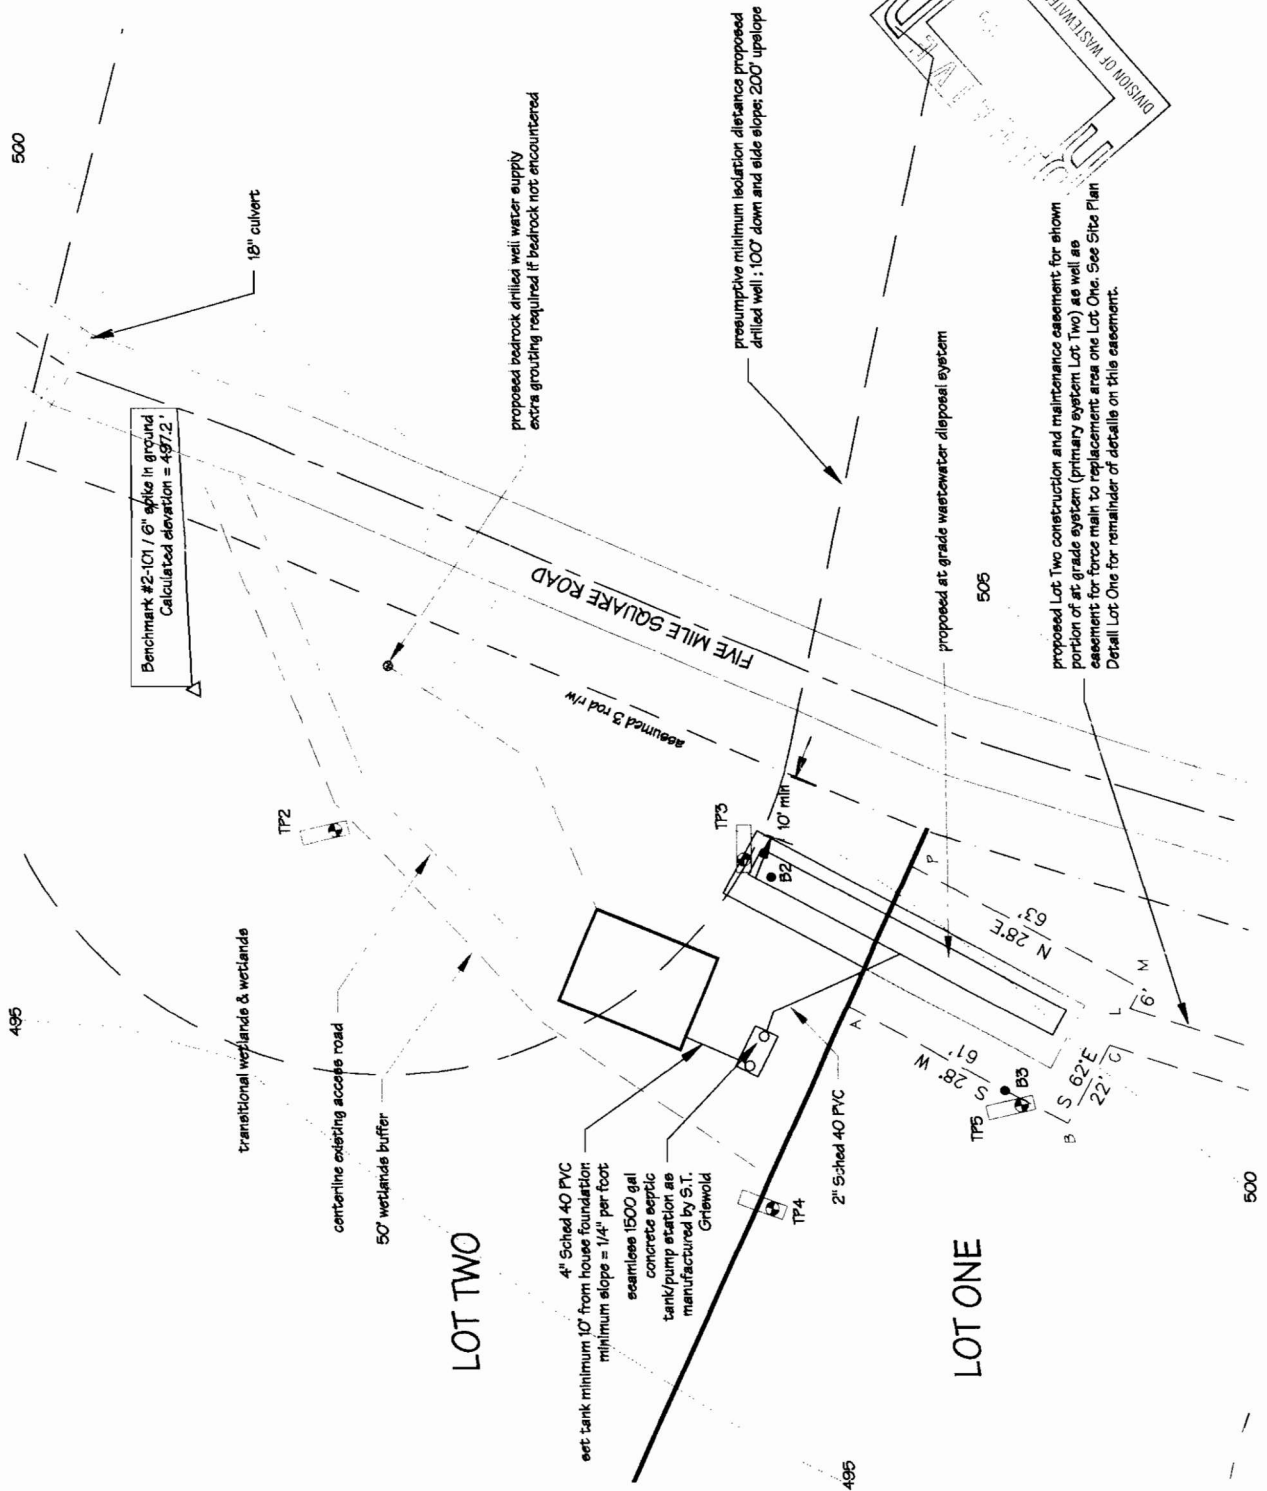 500
18" culvert
Benchmark #2-101 / 6" spike in ground
Calculated elevation = 497.2'
proposed bedrock drilled well water supply
extra grouting required if bedrock not encountered
presumptive minimum isolation distance proposed
drilled well ; 100' down and side slope; 200' upslope
DIVISION OF WASTEWATER
FIVE MILE SQUARE ROAD
assumed 3 rod r/w
505
proposed at grade wastewater disposal system
proposed Lot Two construction and maintenance easement for shown
portion of at grade system (primary system Lot Two) as well as
easement for force main to replacement area one Lot One. See Site Plan
Detail Lot One for remainder of details on this easement.
495
TP2
TP3
10' min
B2
transitional wetlands & wetlands
centerline existing access road
50' wetlands buffer
LOT TWO
4" Sched 40 PVC
set tank minimum 10' from house foundation
minimum slope = 1/4" per foot
seamless 1500 gal
concrete septic
tank/pump station as
manufactured by S.T.
Griswold
2" Sched 40 PVC
TP4
P
N 28°E
63'
A
S 28° W
61'
M
6'
L
C
S 62°E
22'
B
B3
TP5
LOT ONE
495
500